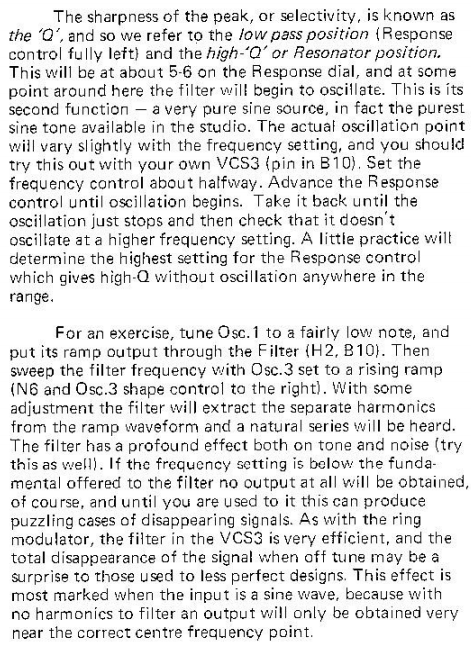 The sharpness of the peak, or selectivity, is known as
the 'Q', and so we refer to the low pass position (Response
control fully left) and the high-'Q' or Resonator position.
This will be at about 5-6 on the Response dial, and at some
point around here the filter will begin to oscillate. This is its
second function — a very pure sine source, in fact the purest
sine tone available in the studio. The actual oscillation point
will vary slightly with the frequency setting, and you should
try this out with your own VCS3 (pin in B10). Set the
frequency control about halfway. Advance the Response
control until oscillation begins. Take it back until the
oscillation just stops and then check that it doesn't
oscillate at a higher frequency setting. A little practice will
determine the highest setting for the Response control
which gives high-Q without oscillation anywhere in the
range.
For an exercise, tune Osc.1 to a fairly low note, and
put its ramp output through the Filter (H2, B10). Then
sweep the filter frequency with Osc.3 set to a rising ramp
(N6 and Osc.3 shape control to the right). With some
adjustment the filter will extract the separate harmonics
from the ramp waveform and a natural series will be heard.
The filter has a profound effect both on tone and noise (try
this as well). If the frequency setting is below the funda-
mental offered to the filter no output at all will be obtained,
of course, and until you are used to it this can produce
puzzling cases of disappearing signals. As with the ring
modulator, the filter in the VCS3 is very efficient, and the
total disappearance of the signal when off tune may be a
surprise to those used to less perfect designs. This effect is
most marked when the input is a sine wave, because with
no harmonics to filter an output will only be obtained very
near the correct centre frequency point.